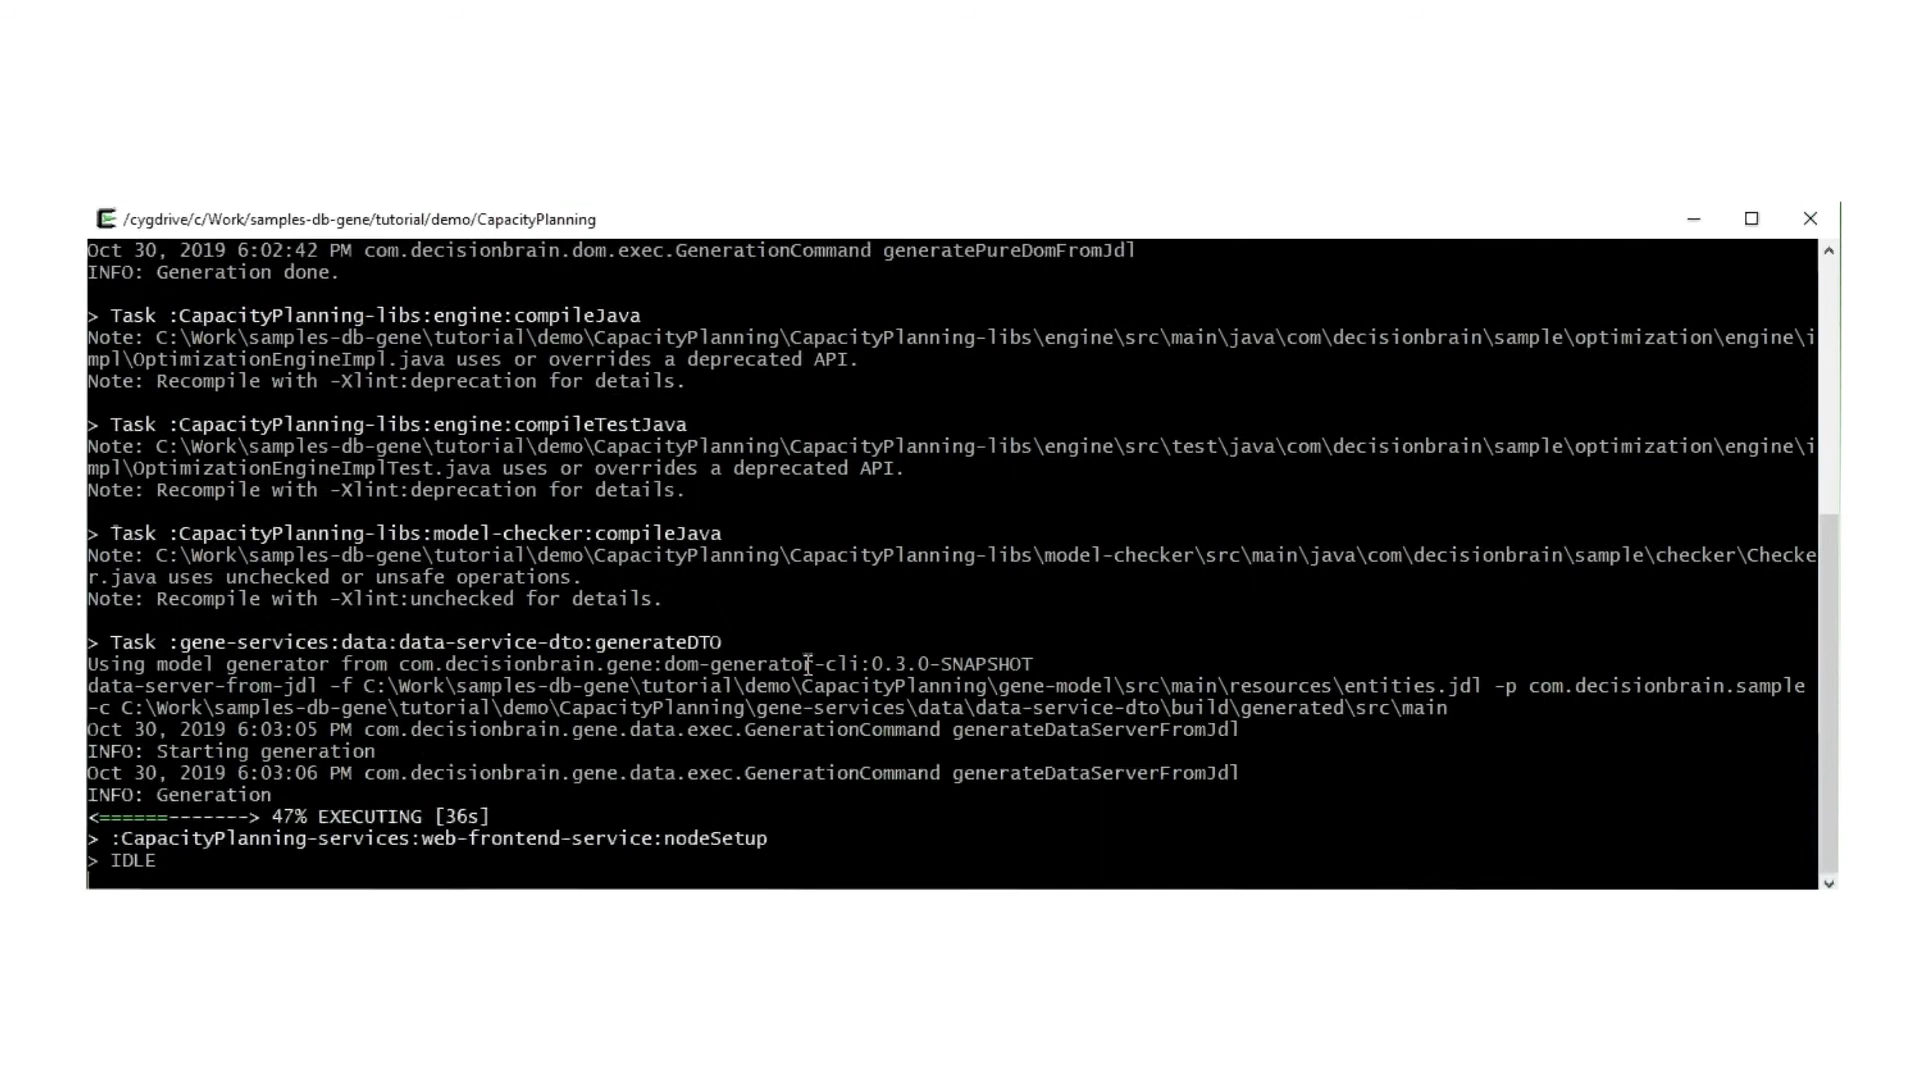 /cygdrive/c/Work/samples-db-gene/tutorial/demo/CapacityPlanning
Oct 30, 2019 6:02:42 PM com.decisionbrain.dom.exec.GenerationCommand generatePureDomFromJdl
INFO: Generation done.
> Task :CapacityPlanning-libs:engine:compileJava
Note: C:\Work\samples-db-gene\tutorial\demo\CapacityPlanning\CapacityPlanning-libs\engine\src\main\java\com\decisionbrain\sample\optimization\engine\i
mpl\OptimizationEngineImpl.java uses or overrides a deprecated API.
Note: Recompile with -Xlint:deprecation for details.
> Task :CapacityPlanning-libs:engine:compileTestJava
Note: C:\Work\samples-db-gene\tutorial\demo\CapacityPlanning\CapacityPlanning-libs\engine\src\test\java\com\decisionbrain\sample\optimization\engine\i
mpl\OptimizationEngineImplTest.java uses or overrides a deprecated API.
Note: Recompile with -Xlint:deprecation for details.
> Task :CapacityPlanning-libs:model-checker:compileJava
Note: C:\Work\samples-db-gene\tutorial\demo\CapacityPlanning\CapacityPlanning-libs\model-checker\src\main\java\com\decisionbrain\sample\checker\Checke
r.java uses unchecked or unsafe operations.
Note: Recompile with -Xlint:unchecked for details.
> Task :gene-services:data:data-service-dto:generateDTO
Using model generator from com.decisionbrain.gene:dom-generator-cli:0.3.0-SNAPSHOT
data-server-from-jdl -f C:\Work\samples-db-gene\tutorial\demo\CapacityPlanning\gene-model\src\main\resources\entities.jdl -p com.decisionbrain.sample
-c C:\Work\samples-db-gene\tutorial\demo\CapacityPlanning\gene-services\data\data-service-dto\build\generated\src\main
Oct 30, 2019 6:03:05 PM com.decisionbrain.gene.data.exec.GenerationCommand generateDataServerFromJdl
INFO: Starting generation
Oct 30, 2019 6:03:06 PM com.decisionbrain.gene.data.exec.GenerationCommand generateDataServerFromJdl
INFO: Generation
<======-------> 47% EXECUTING [36s]
> :CapacityPlanning-services:web-frontend-service:nodeSetup
> IDLE